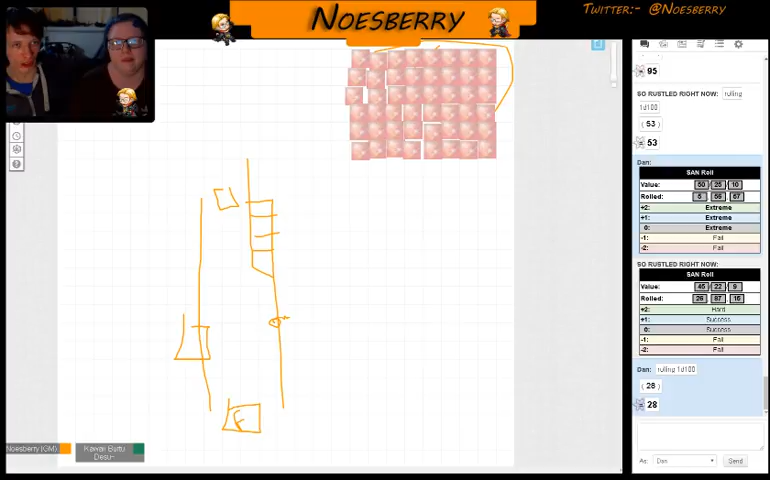 NOESBERRY
Twitter:- @Noesberry
95
SO RUSTLED RIGHT NOW: rolling
1d100
(53)
53
Dan:
SAN Roll
Value: 50 25 10
Rolled:
+2: Extreme
+1: Extreme
0: Extreme
-1: Fail
-2: Fail
SO RUSTLED RIGHT NOW:
SAN Roll
Value: 45 22 9
Rolled: 26 87 16
+2: Hard
+1: Success
0: Success
-1: Fail
-2: Fail
Dan: rolling 1d100
(28)
28
As: Dan Send
Noesberry (GM)
Kawaii Buttu
Desu~